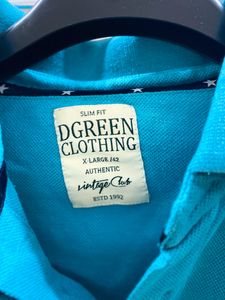 SLIM FIT
DGREEN
CLOTHING
X-LARGE /42
AUTHENTIC
vintage Club
ESTD 1992